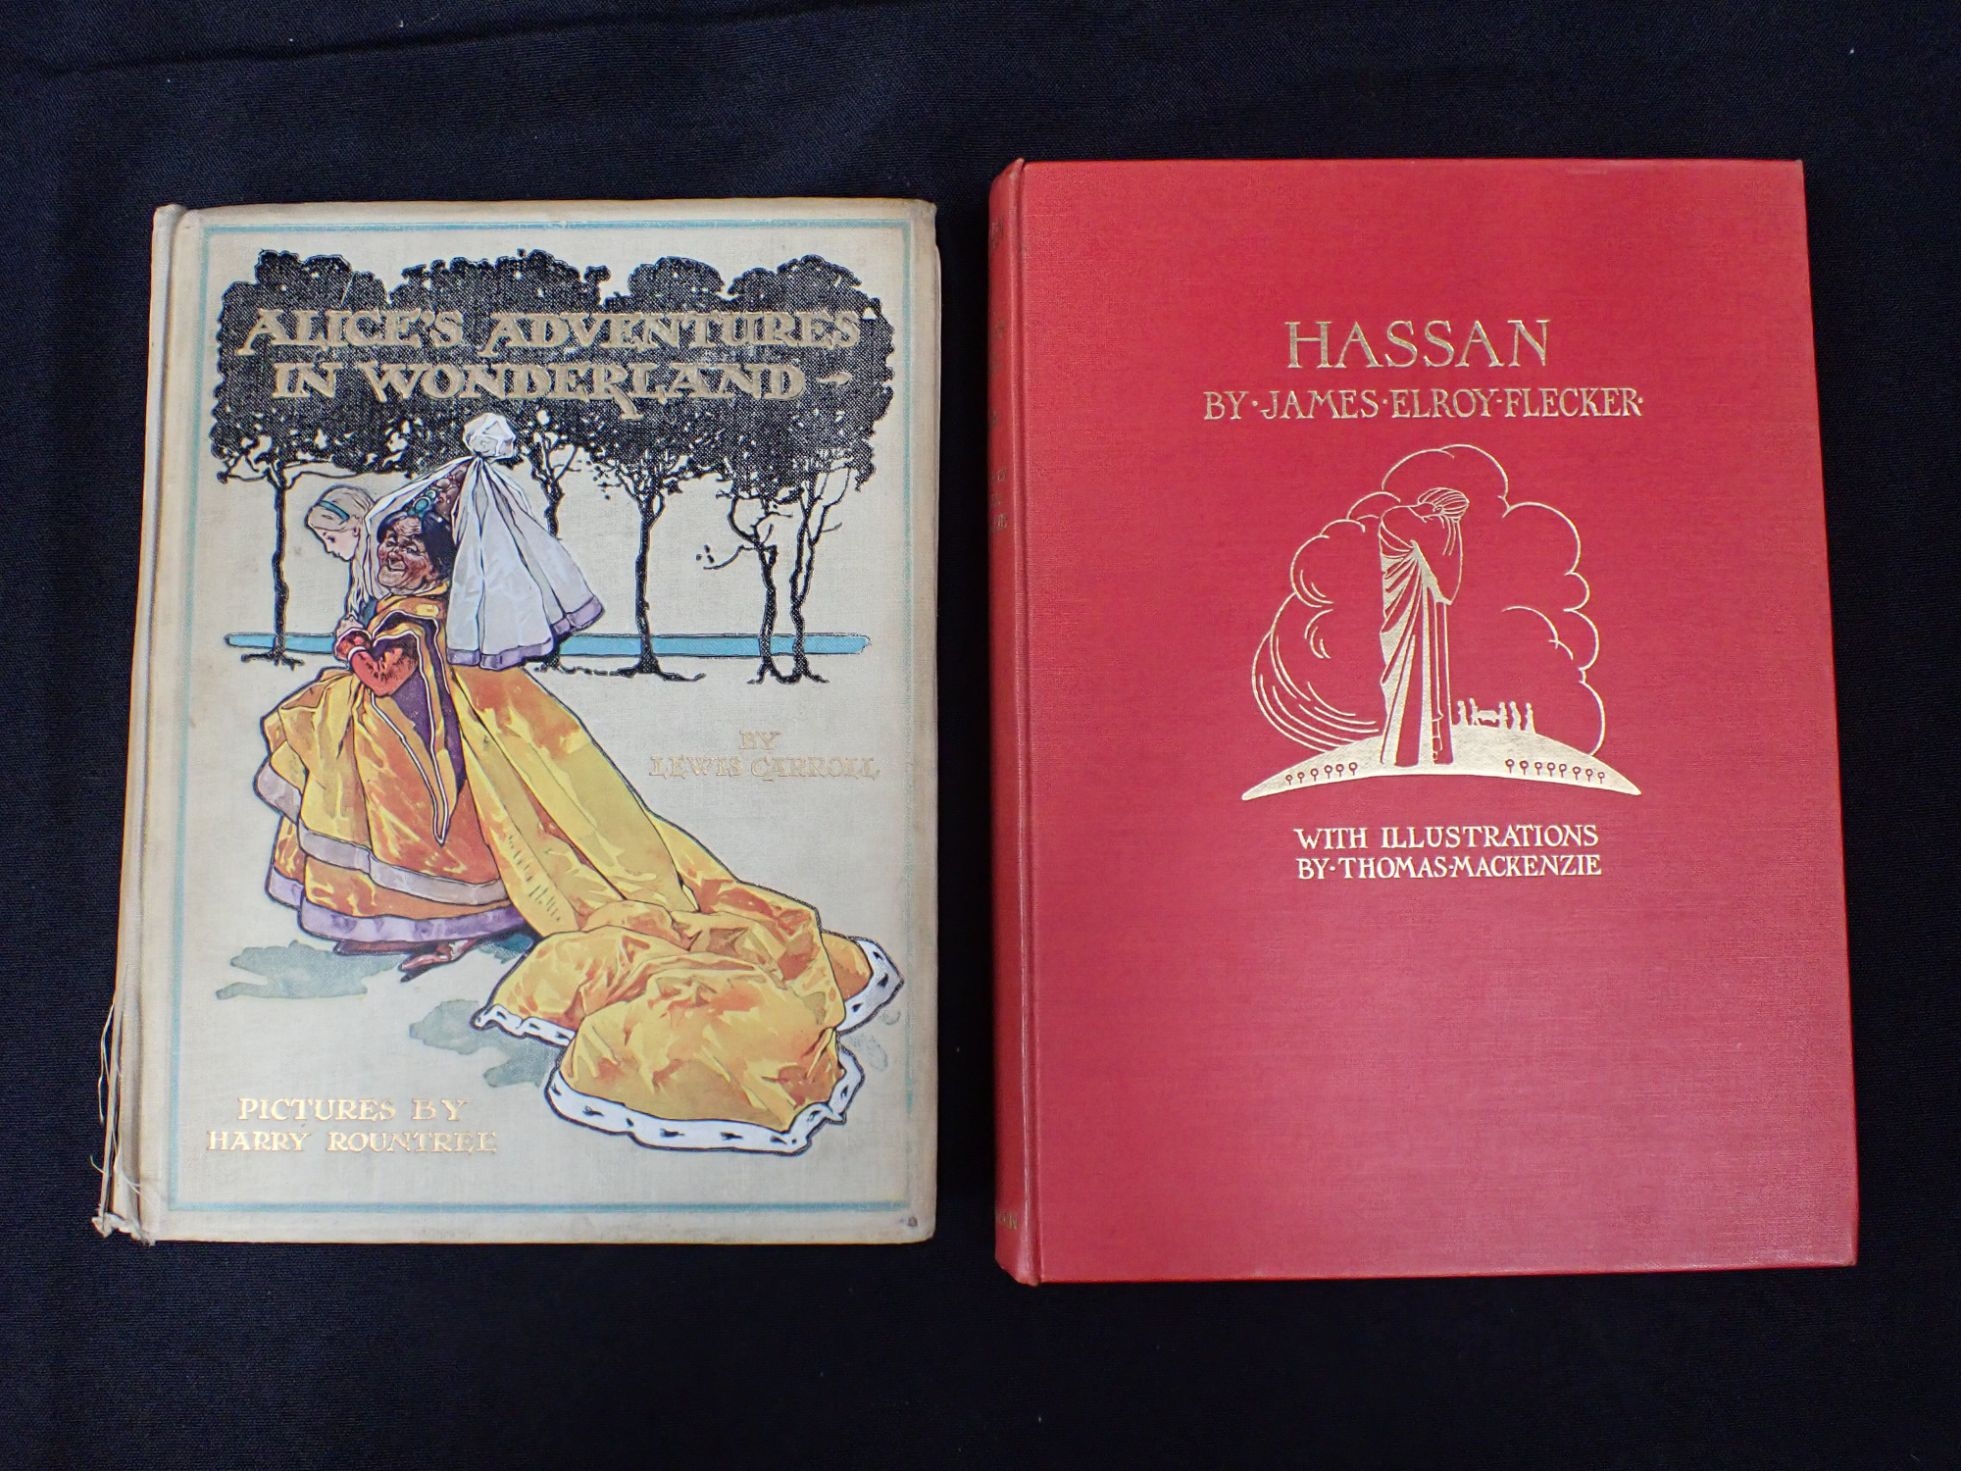 ALICE'S ADVENTURES
IN WONDERLAND
BY
LEWIS CARROLL
PICTURES BY
HARRY ROUNTREE
HASSAN
BY·JAMES·ELROY·FLECKER·
WITH ILLUSTRATIONS
BY·THOMAS·MACKENZIE